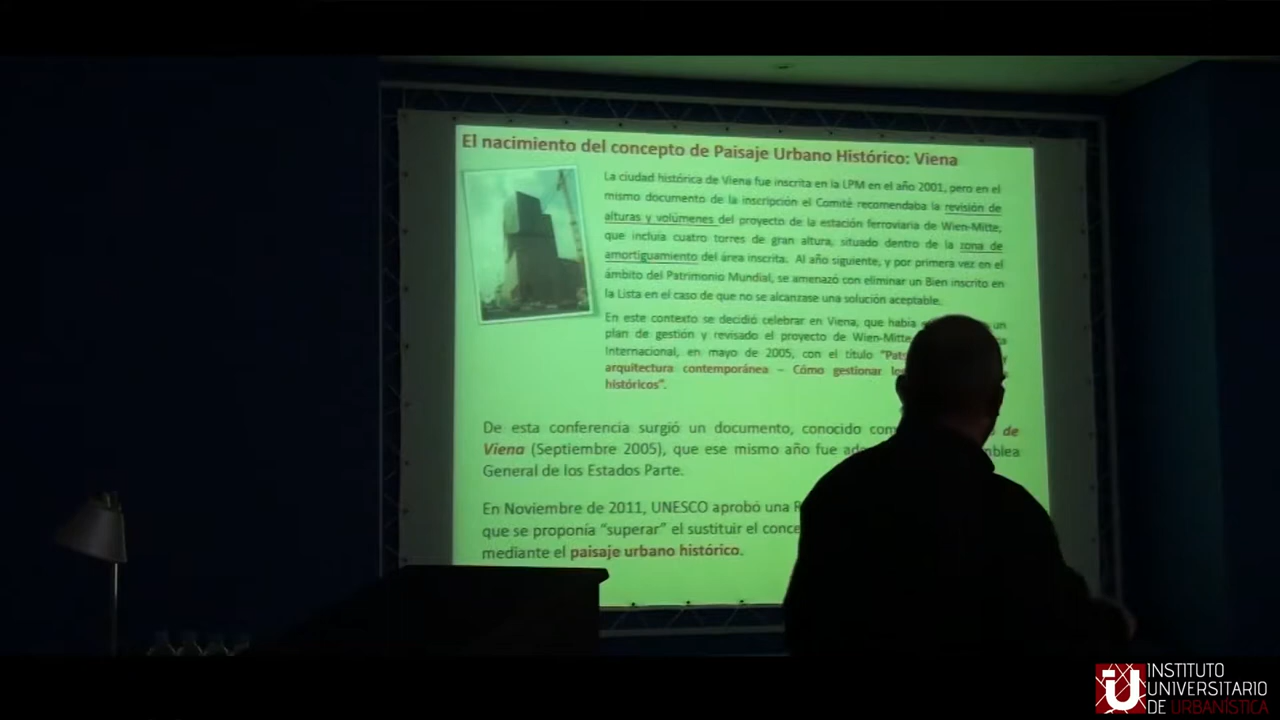 El nacimiento del concepto de Paisaje Urbano Histórico: Viena
La ciudad histórica de Viena fue inscrita en la LPM en el año 2001, pero en el
mismo documento de la inscripción el Comité recomendaba la revisión de
alturas y volúmenes del proyecto de la estación ferroviaria de Wien-Mitte,
que incluía cuatro torres de gran altura, situado dentro de la zona de
amortiguamiento del área inscrita. Al año siguiente, y por primera vez en el
ámbito del Patrimonio Mundial, se amenazó con eliminar un Bien inscrito en
la Lista en el caso de que no se alcanzase una solución aceptable.
En este contexto se decidió celebrar en Viena, que había un
plan de gestión y revisado el proyecto de Wien-Mitte
Internacional, en mayo de 2005, con el título y
arquitectura contemporánea – Cómo gestionar
históricos".
De esta conferencia surgió un documento, conocido de
Viena (Septiembre 2005), que ese mismo año fue
General de los Estados Parte.
En Noviembre de 2011, UNESCO aprobó una
que se proponía "superar" el sustituir el
mediante el paisaje urbano histórico.
INSTITUTO
UNIVERSITARIO
DE URBANÍSTICA